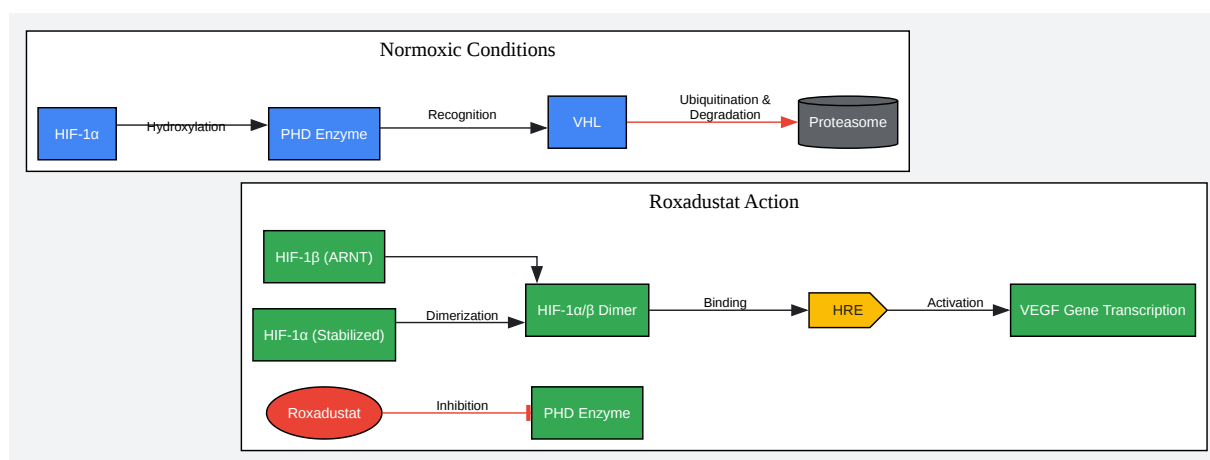 Normoxic Conditions
HIF-1α
Hydroxylation
PHD Enzyme
Recognition
VHL
Ubiquitination &
Degradation
Proteasome
Roxadustat Action
HIF-1β (ARNT)
HIF-1α (Stabilized)
Dimerization
HIF-1α/β Dimer
Binding
HRE
Activation
VEGF Gene Transcription
Roxadustat
Inhibition
PHD Enzyme